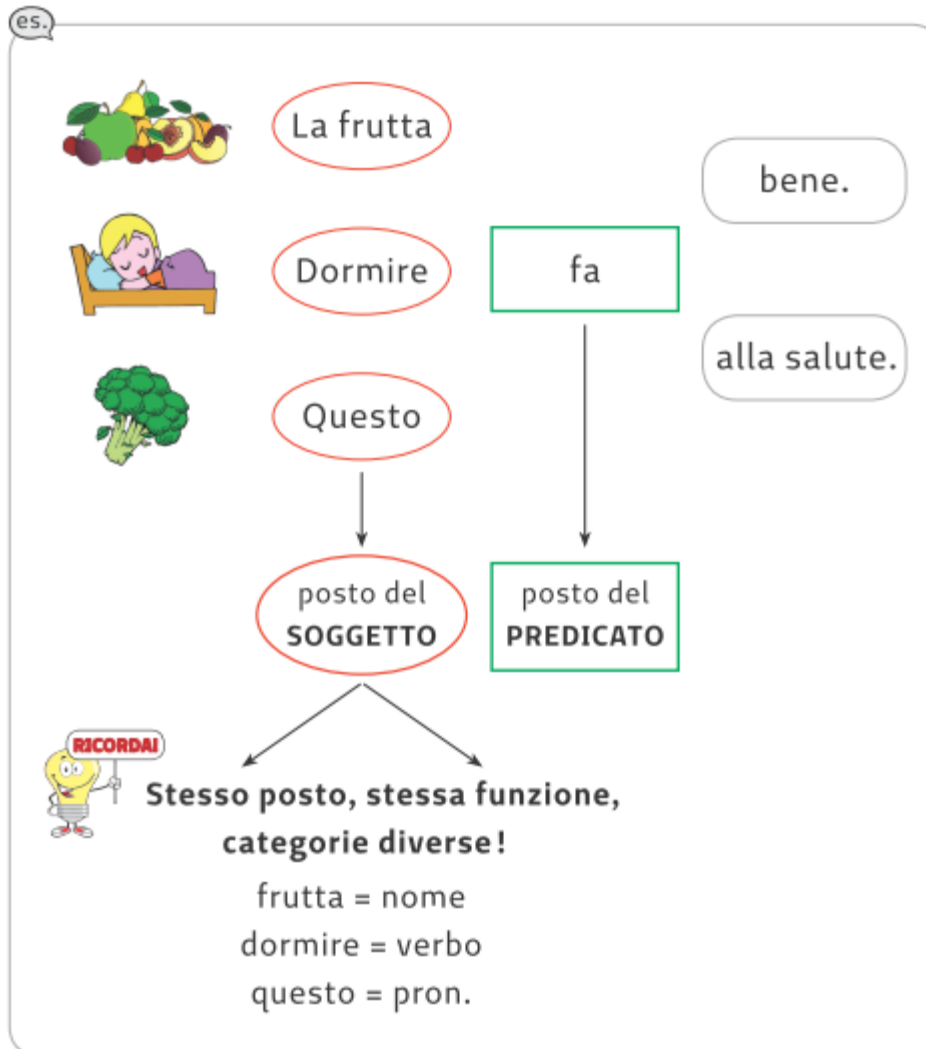 es.
La frutta
bene.
Dormire
fa
alla salute.
Questo
posto del
SOGGETTO
posto del
PREDICATO
RICORDA!
Stesso posto, stessa funzione,
categorie diverse!
frutta = nome
dormire = verbo
questo = pron.